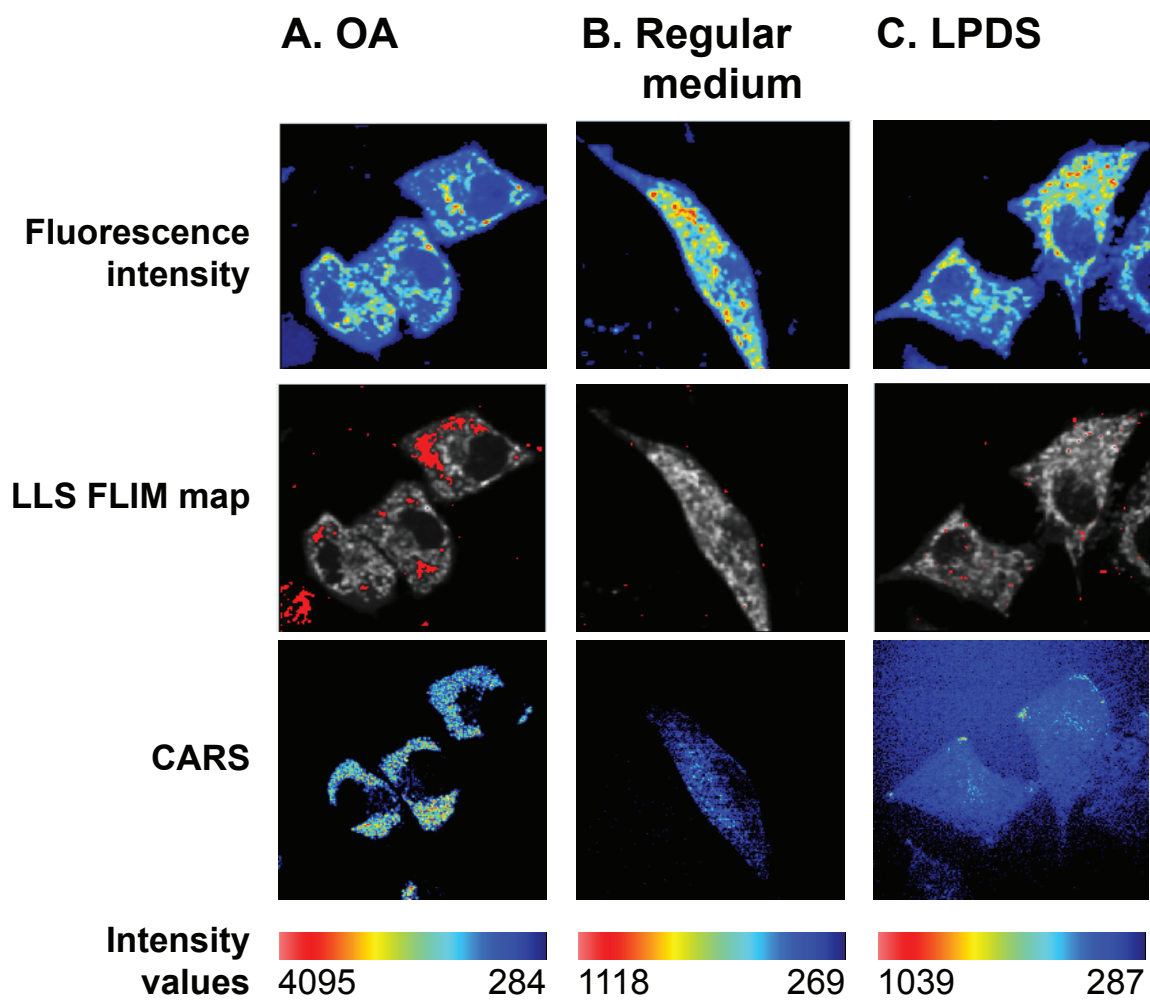 A. OA
B. Regular
medium
C. LPDS
Fluorescence
intensity
LLS FLIM map
CARS
Intensity
values
4095 284
1118 269
1039 287